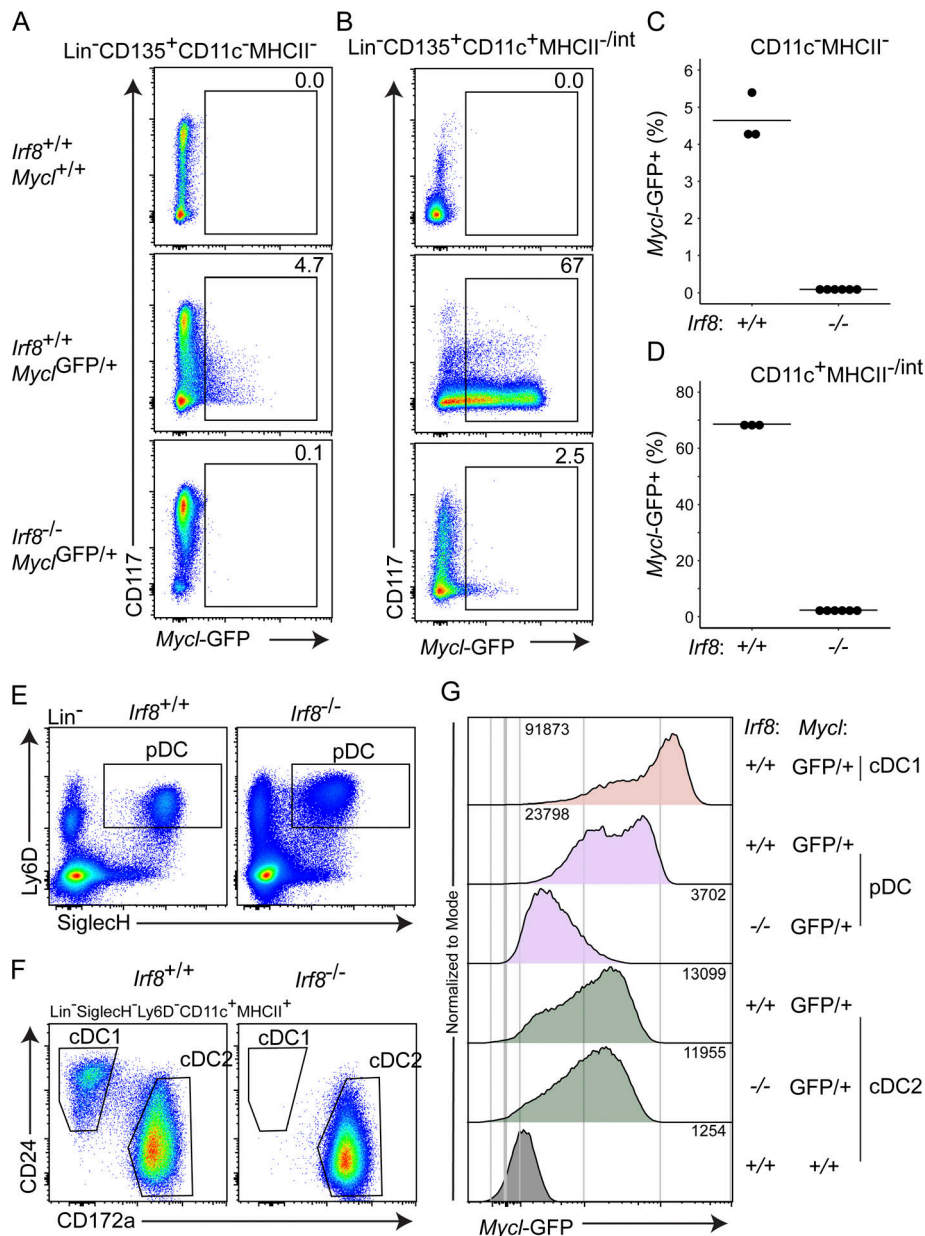 A
Lin⁻CD135⁺CD11c⁻MHCII⁻
Irf8⁺/⁺
Mycl⁺/⁺
0.0
Irf8⁺/⁺
Myclᴳᶠᴾ/⁺
4.7
Irf8⁻/⁻
Myclᴳᶠᴾ/⁺
0.1
CD117
Mycl-GFP
B
Lin⁻CD135⁺CD11c⁺MHCII⁻/int
0.0
67
2.5
CD117
Mycl-GFP
C
CD11c⁻MHCII⁻
Mycl-GFP+ (%)
6
5
4
3
2
1
0
Irf8: +/+ -/-
D
CD11c⁺MHCII⁻/int
Mycl-GFP+ (%)
80
60
40
20
0
Irf8: +/+ -/-
E
Lin⁻
Irf8⁺/⁺
Irf8⁻/⁻
pDC
pDC
Ly6D
SiglecH
F
Irf8⁺/⁺
Irf8⁻/⁻
Lin⁻SiglecH⁻Ly6D⁻CD11c⁺MHCII⁺
cDC1
cDC2
cDC1
cDC2
CD24
CD172a
G
Irf8: Mycl:
91873
+/+ GFP/+ cDC1
23798
+/+ GFP/+
pDC
3702
-/- GFP/+
13099
+/+ GFP/+
cDC2
11955
-/- GFP/+
1254
+/+ +/+
Normalized to Mode
Mycl-GFP